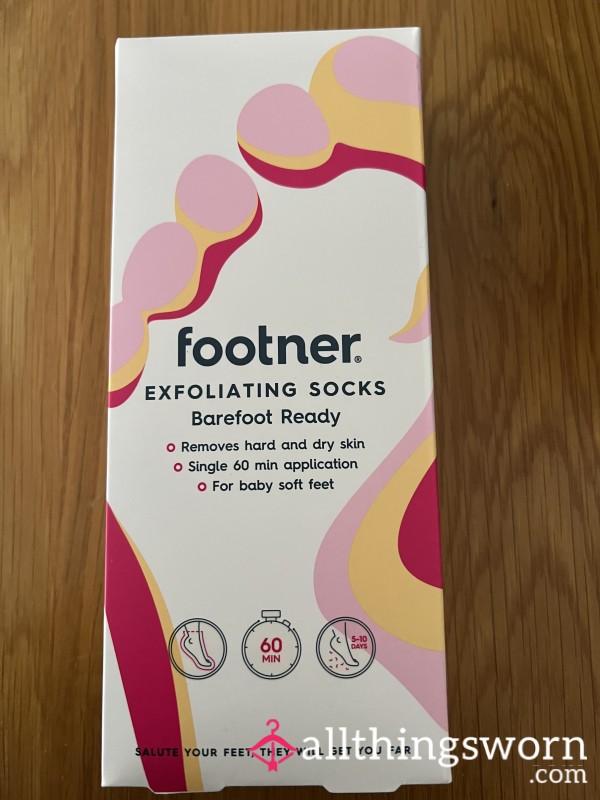 footner®
EXFOLIATING SOCKS
Barefoot Ready
Removes hard and dry skin
Single 60 min application
For baby soft feet
60
MIN
5-10
DAYS
SALUTE YOUR FEET, THEY WILL GET YOU FAR
allthingsworn
.com